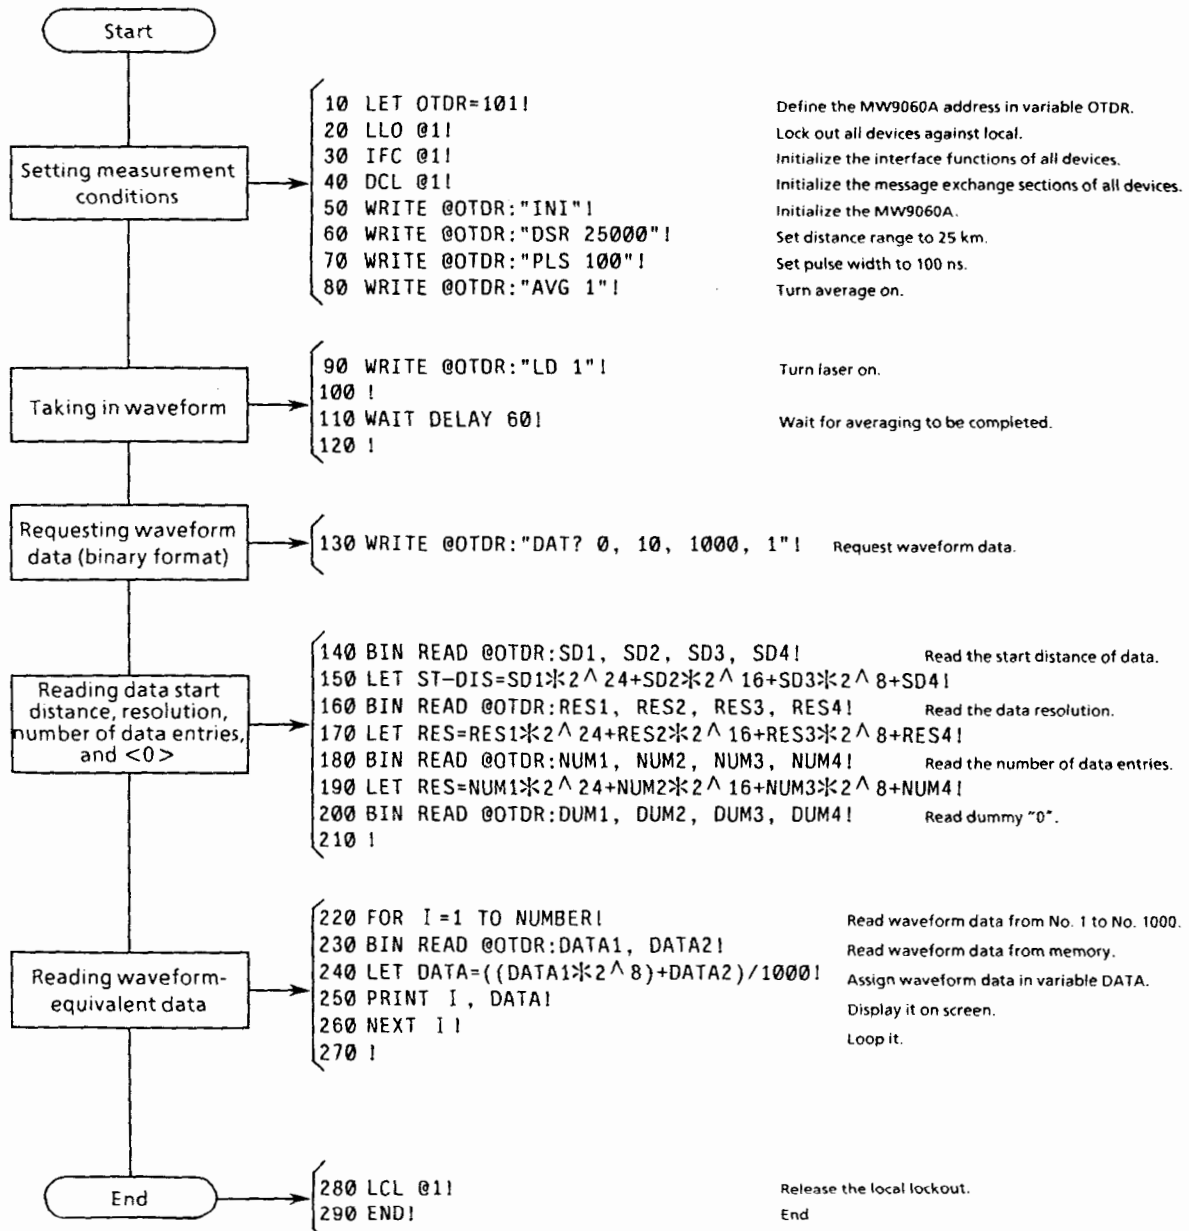 Start
Setting measurement
conditions
10 LET OTDR=101! Define the MW9060A address in variable OTDR.
20 LLO @1! Lock out all devices against local.
30 IFC @1! Initialize the interface functions of all devices.
40 DCL @1! Initialize the message exchange sections of all devices.
50 WRITE @OTDR:"INI"! Initialize the MW9060A.
60 WRITE @OTDR:"DSR 25000"! Set distance range to 25 km.
70 WRITE @OTDR:"PLS 100"! Set pulse width to 100 ns.
80 WRITE @OTDR:"AVG 1"! Turn average on.
Taking in waveform
90 WRITE @OTDR:"LD 1"! Turn laser on.
100 !
110 WAIT DELAY 60! Wait for averaging to be completed.
120 !
Requesting waveform
data (binary format)
130 WRITE @OTDR:"DAT? 0, 10, 1000, 1"! Request waveform data.
Reading data start
distance, resolution,
number of data entries,
and <0>
140 BIN READ @OTDR:SD1, SD2, SD3, SD4! Read the start distance of data.
150 LET ST-DIS=SD1*2^24+SD2*2^16+SD3*2^8+SD4!
160 BIN READ @OTDR:RES1, RES2, RES3, RES4! Read the data resolution.
170 LET RES=RES1*2^24+RES2*2^16+RES3*2^8+RES4!
180 BIN READ @OTDR:NUM1, NUM2, NUM3, NUM4! Read the number of data entries.
190 LET RES=NUM1*2^24+NUM2*2^16+NUM3*2^8+NUM4!
200 BIN READ @OTDR:DUM1, DUM2, DUM3, DUM4! Read dummy "0".
210 !
Reading waveform-
equivalent data
220 FOR I=1 TO NUMBER! Read waveform data from No. 1 to No. 1000.
230 BIN READ @OTDR:DATA1, DATA2! Read waveform data from memory.
240 LET DATA=((DATA1*2^8)+DATA2)/1000! Assign waveform data in variable DATA.
250 PRINT I, DATA! Display it on screen.
260 NEXT I! Loop it.
270 !
End
280 LCL @1! Release the local lockout.
290 END! End